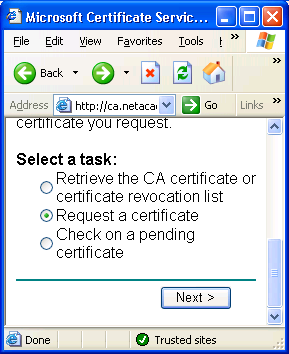 Microsoft Certificate Servic...
File Edit View Favorites Tools »
Back »
Address http://ca.netaca Go Links »
certificate you request.
Select a task:
Retrieve the CA certificate or
certificate revocation list
Request a certificate
Check on a pending
certificate
Next >
Done Trusted sites